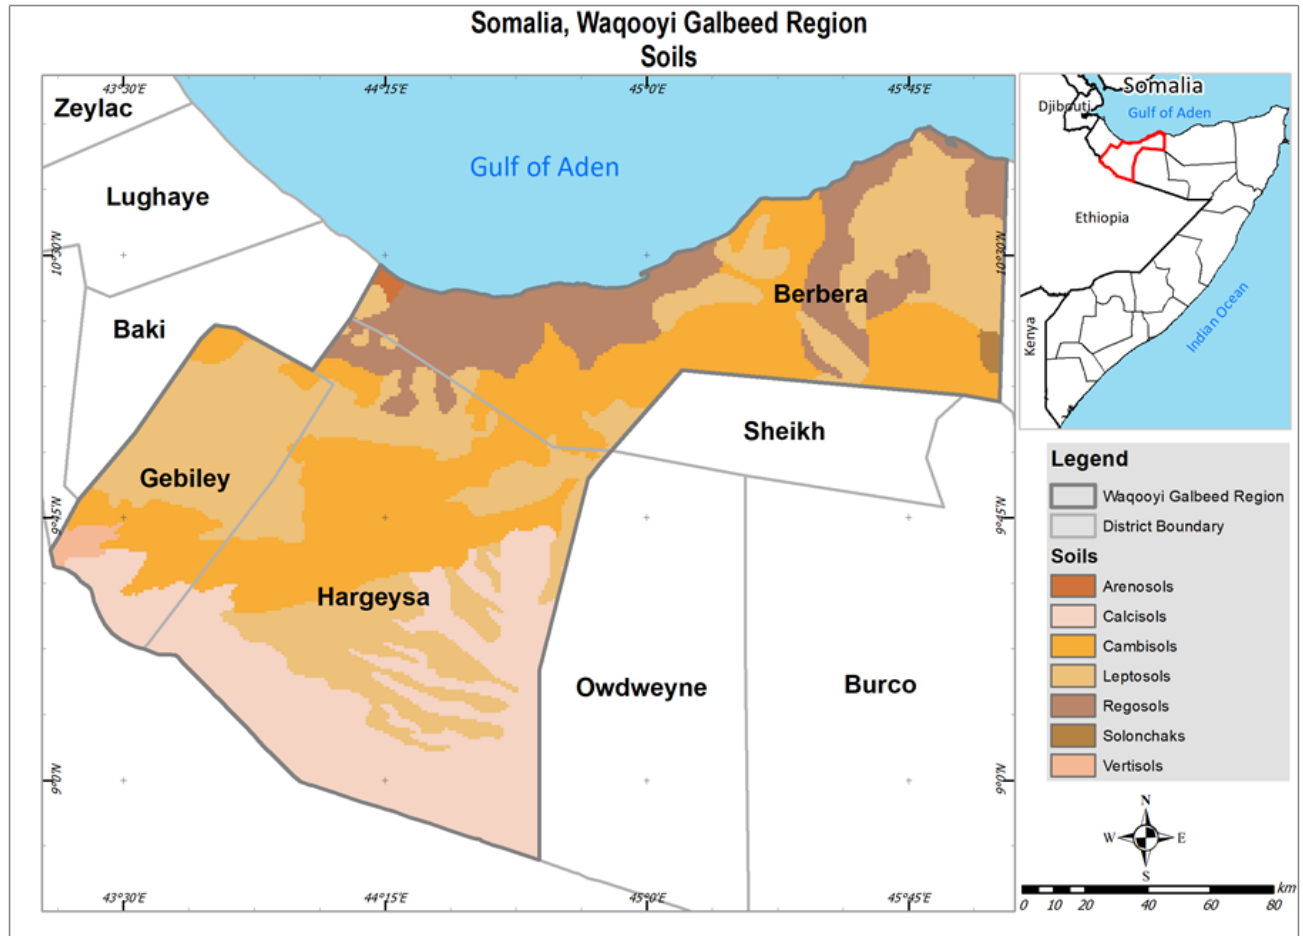 Somalia, Waqooyi Galbeed Region
Soils
43°30'E
44°15'E
45°0'E
45°45'E
Zeylac
Lughaye
Gulf of Aden
10°30'N
10°30'N
Baki
Berbera
Sheikh
Gebiley
9°45'N
9°45'N
Hargeysa
Owdweyne
Burco
9°0'N
9°0'N
43°30'E
44°15'E
45°0'E
45°45'E
Somalia
Djibouti
Gulf of Aden
Ethiopia
Kenya
Indian Ocean
Legend
Waqooyi Galbeed Region
District Boundary
Soils
Arenosols
Calcisols
Cambisols
Leptosols
Regosols
Solonchaks
Vertisols
N
W E
S
km
0 10 20 40 60 80